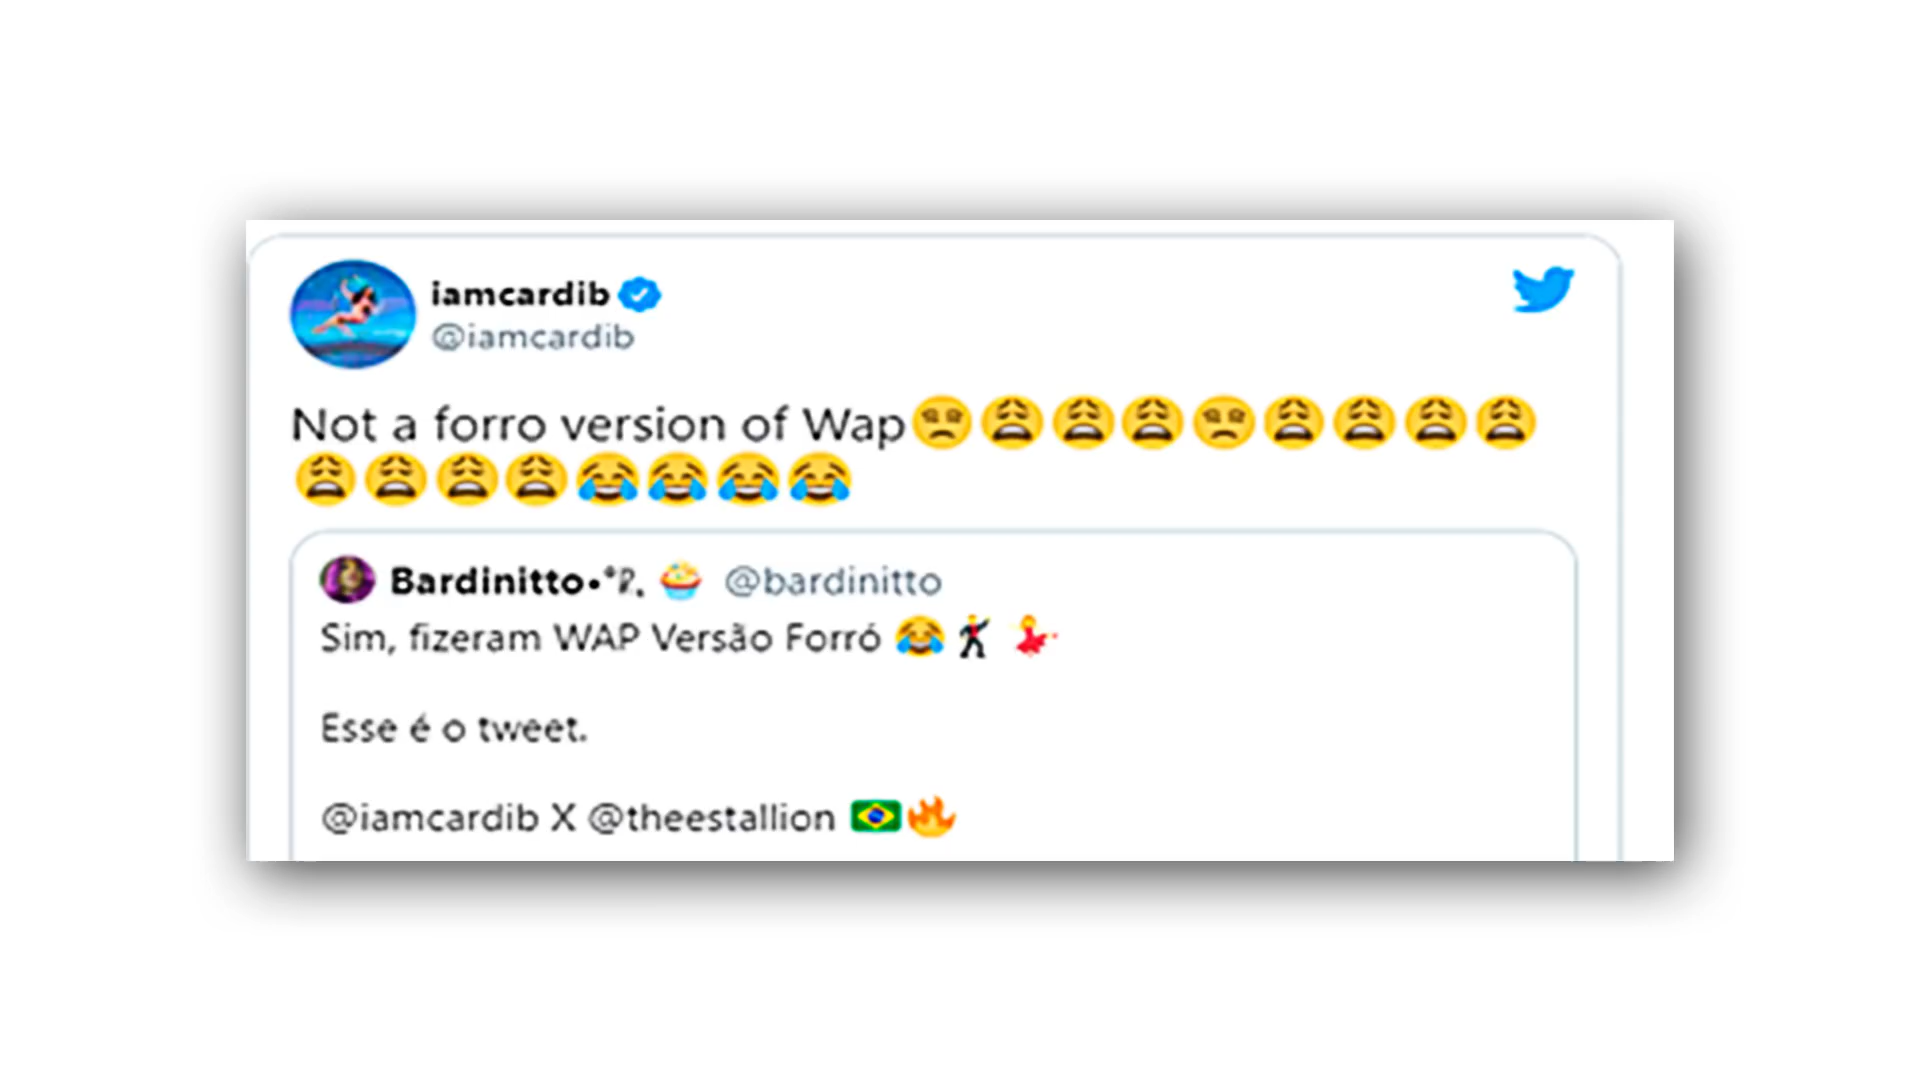 iamcardib
@iamcardib
Not a forro version of Wap😒😩😩😩😒😩😩😩😩
😩😩😩😩😂😂😂😂
Bardinitto• @bardinitto
Sim, fizeram WAP Versão Forró 😂🕺💃
Esse é o tweet.
@iamcardib X @theestallion 🇧🇷🔥